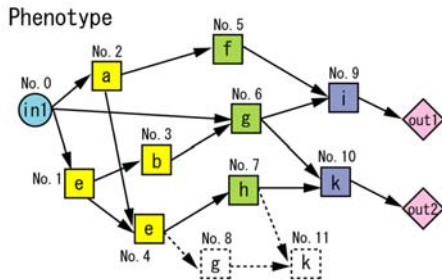 Phenotype
No. 5
No. 2
f
No. 9
No. 0
a
No. 6
i
in1
No. 3
g
out1
No. 10
No. 7
b
k
No. 1
e
e
h
out2
No. 4
No. 8
No. 11
g
k